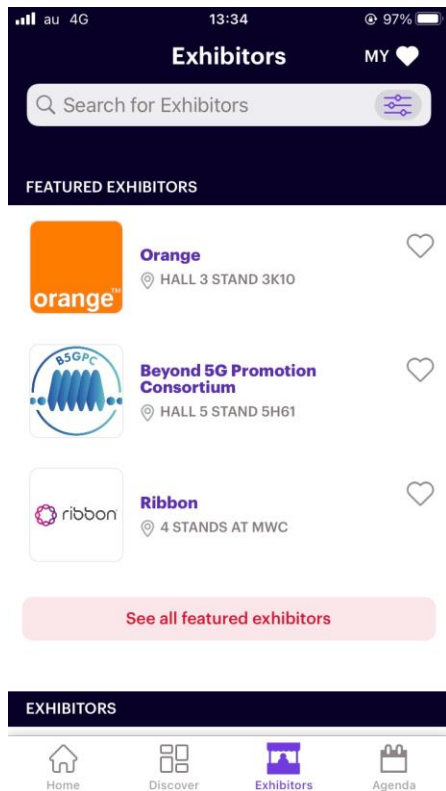 au 4G 13:34 97%
Exhibitors MY
Search for Exhibitors
FEATURED EXHIBITORS
orange™
Orange
HALL 3 STAND 3K10
B5GPC
Beyond 5G Promotion
Consortium
HALL 5 STAND 5H61
ribbon
Ribbon
4 STANDS AT MWC
See all featured exhibitors
EXHIBITORS
Home Discover Exhibitors Agenda